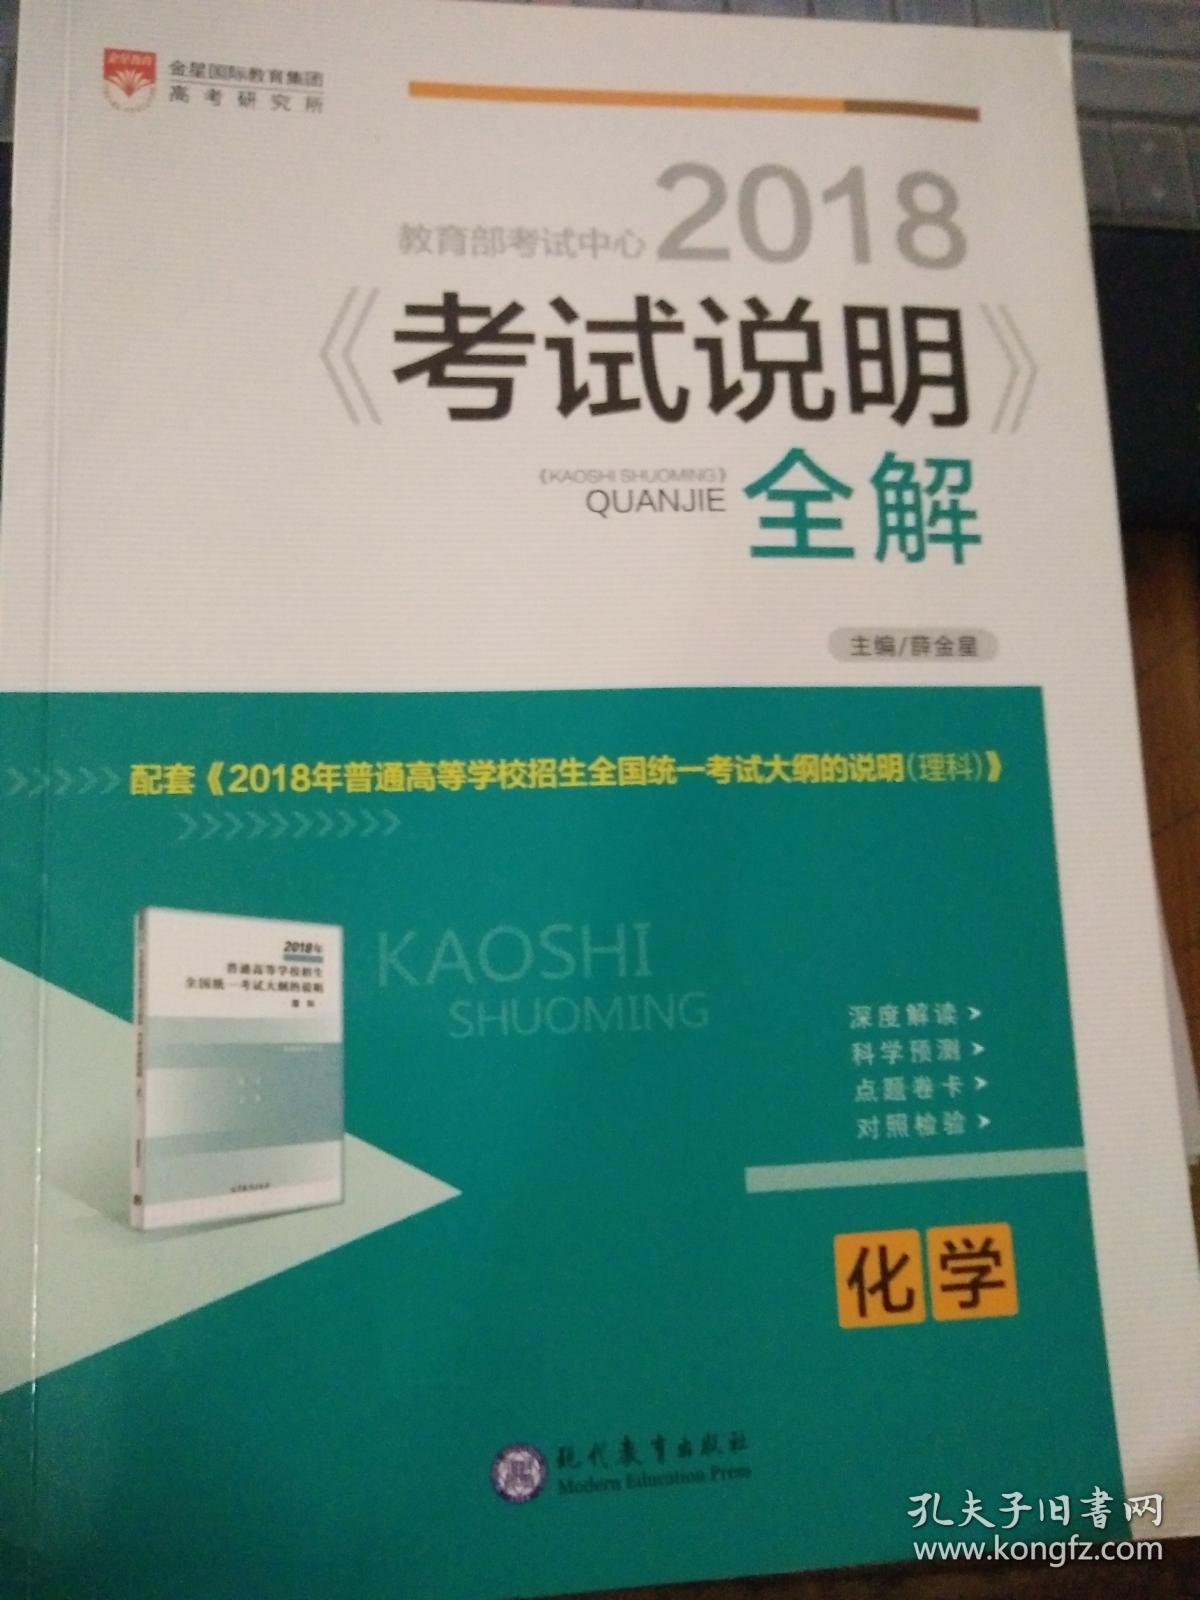 金星教育
金星国际教育集团
高考研究所
教育部考试中心 2018
《考试说明》
《KAOSHI SHUOMING》
QUANJIE
全解
主编/薛金星
配套《2018年普通高等学校招生全国统一考试大纲的说明(理科)》
2018年
普通高等学校招生
全国统一考试大纲的说明
理科
KAOSHI
SHUOMING
深度解读
科学预测
点题卷卡
对照检验
化学
现代教育出版社
Modern Education Press
孔夫子旧书网
www.kongfz.com